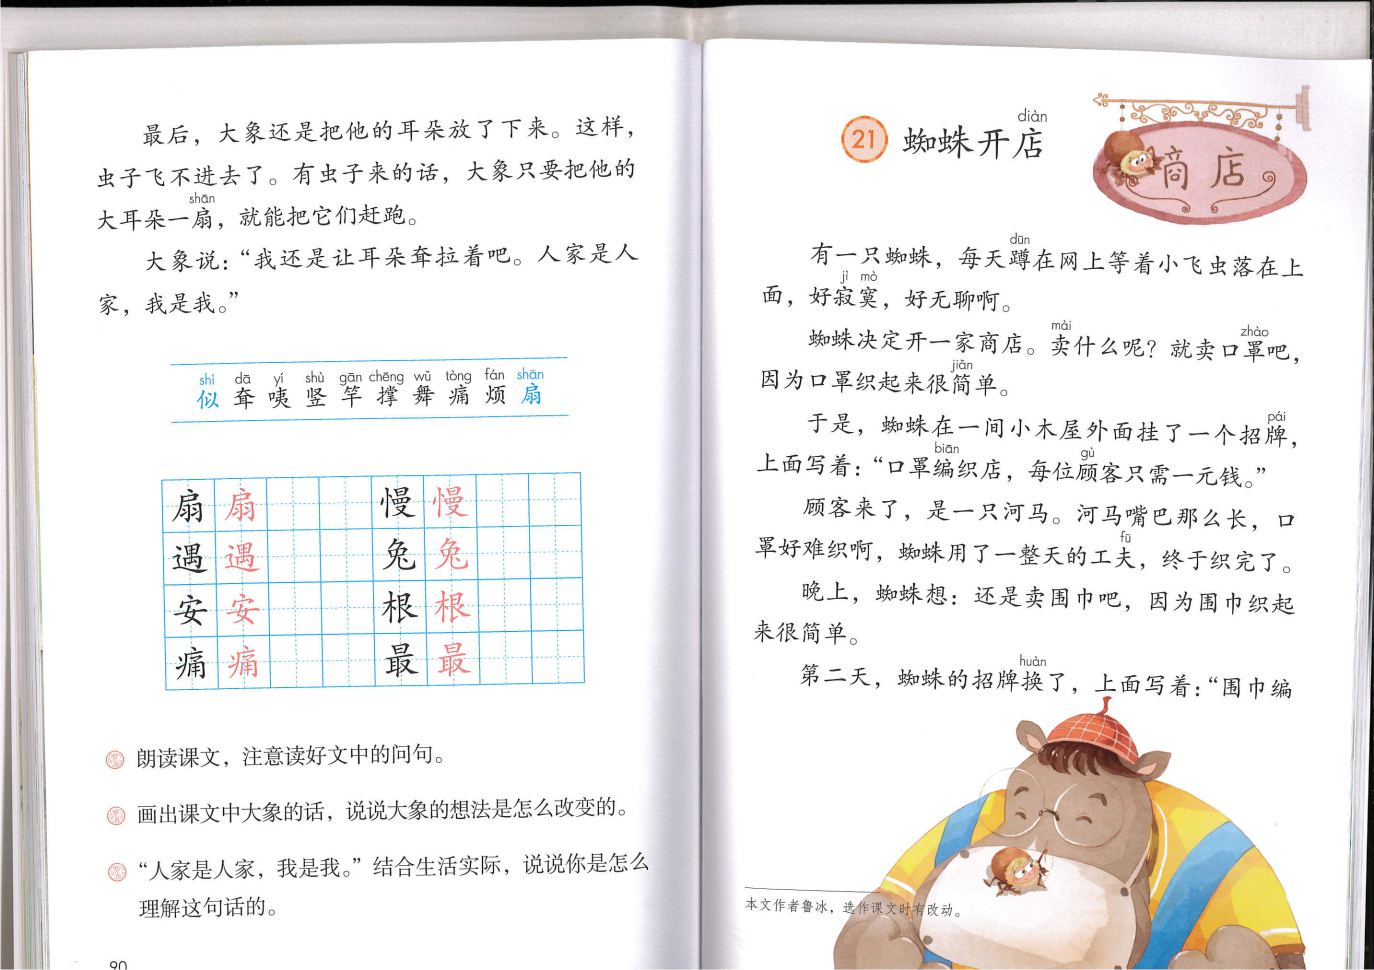 最后，大象还是把他的耳朵放了下来。这样，
虫子飞不进去了。有虫子来的话，大象只要把他的
shān
大耳朵一扇，就能把它们赶跑。
大象说：“我还是让耳朵耷拉着吧。人家是人
家，我是我。”
shì dā yí shù gān chēng wǔ tòng fán shān
似 耷 咦 竖 竿 撑 舞 痛 烦 扇
扇 扇 慢 慢
遇 遇 兔 兔
安 安 根 根
痛 痛 最 最
朗读课文，注意读好文中的问句。
画出课文中大象的话，说说大象的想法是怎么改变的。
“人家是人家，我是我。”结合生活实际，说说你是怎么
理解这句话的。
90
diàn
21 蜘蛛开店
商店
dūn
有一只蜘蛛，每天蹲在网上等着小飞虫落在上
jì mò
面，好寂寞，好无聊啊。
mài zhào
蜘蛛决定开一家商店。卖什么呢？就卖口罩吧，
jiǎn
因为口罩织起来很简单。
pái
于是，蜘蛛在一间小木屋外面挂了一个招牌，
biān gù
上面写着：“口罩编织店，每位顾客只需一元钱。”
顾客来了，是一只河马。河马嘴巴那么长，口
fū
罩好难织啊，蜘蛛用了一整天的工夫，终于织完了。
晚上，蜘蛛想：还是卖围巾吧，因为围巾织起
来很简单。
huàn
第二天，蜘蛛的招牌换了，上面写着：“围巾编
本文作者鲁冰，选作课文时有改动。